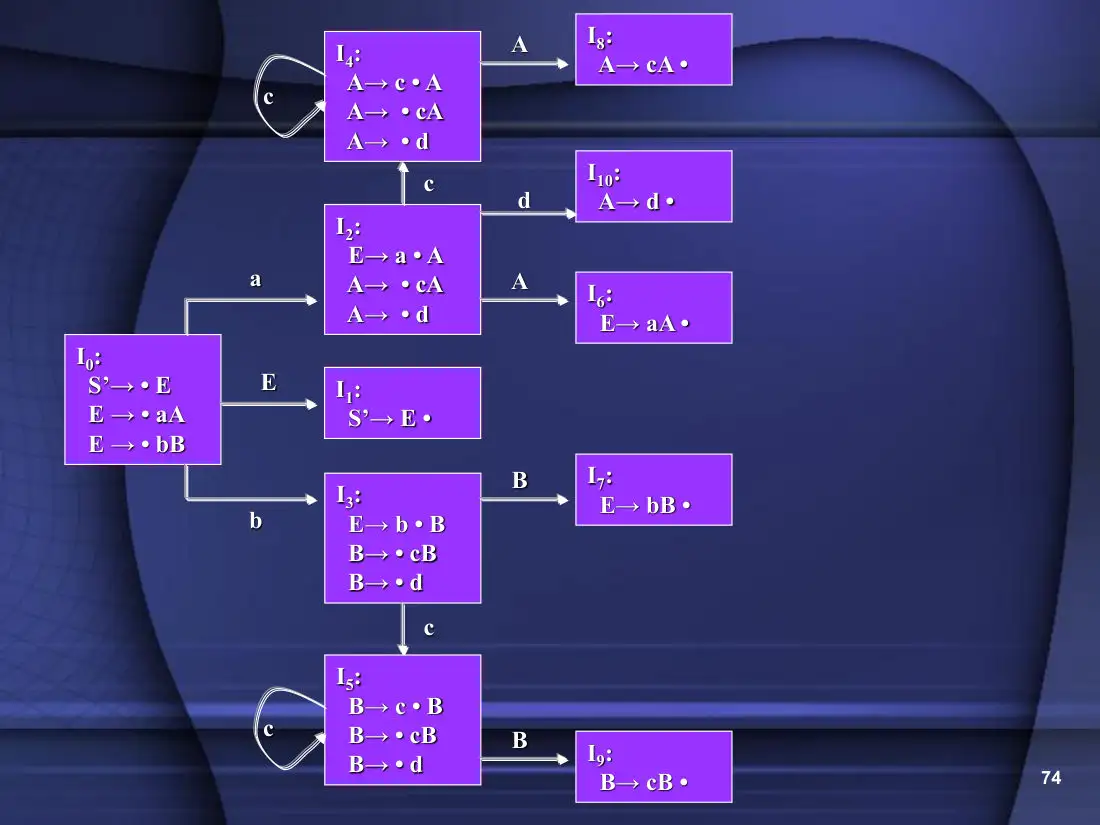 I4:
A→ c • A
A→ • cA
A→ • d
c
A
I8:
A→ cA •
c
I2:
E→ a • A
A→ • cA
A→ • d
d
I10:
A→ d •
a
A
I6:
E→ aA •
I0:
S’→ • E
E → • aA
E → • bB
E
I1:
S’→ E •
b
I3:
E→ b • B
B→ • cB
B→ • d
B
I7:
E→ bB •
c
I5:
B→ c • B
B→ • cB
B→ • d
c
B
I9:
B→ cB •
74